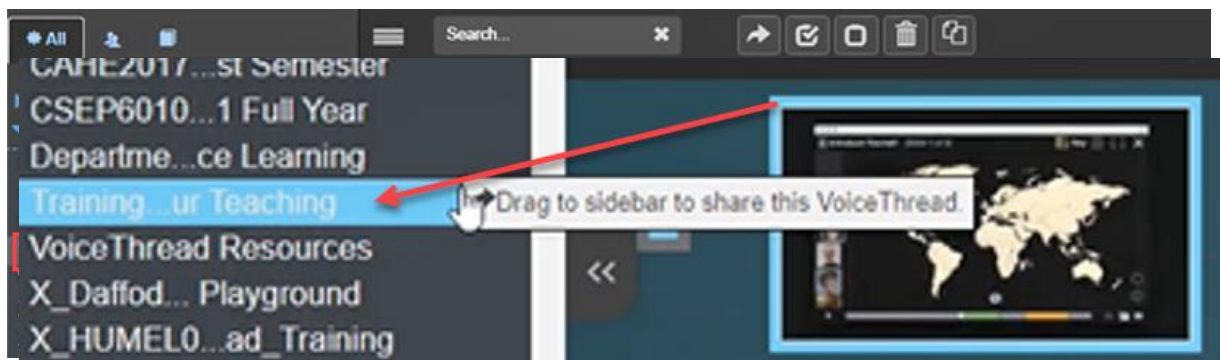 All
Search...
CAHE2017...st Semester
CSEP6010...1 Full Year
Departme...ce Learning
Training...ur Teaching
Drag to sidebar to share this VoiceThread.
VoiceThread Resources
X_Daffod... Playground
X_HUMEL0...ad_Training